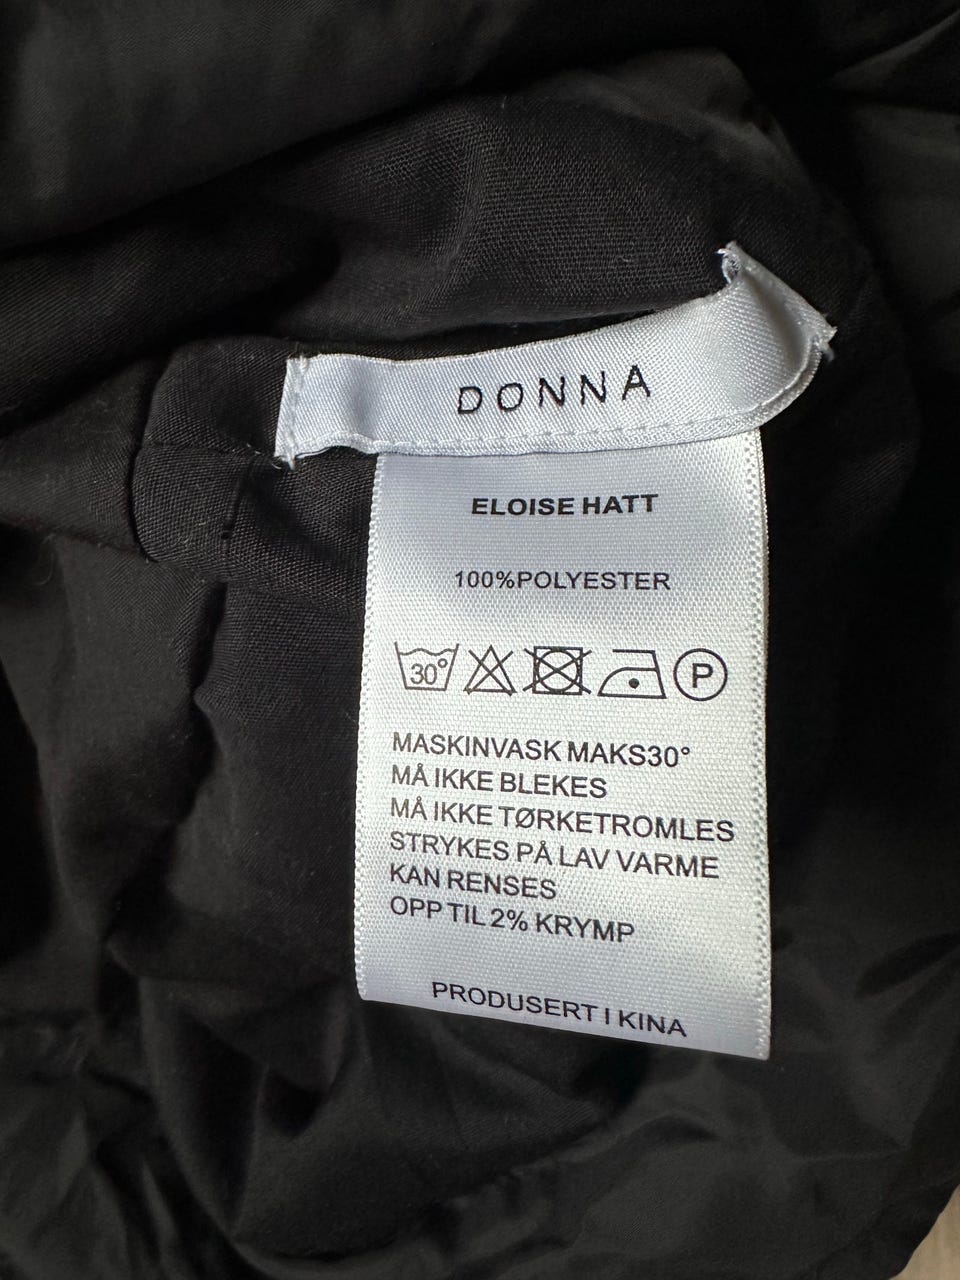 DONNA
ELOISE HATT
100%POLYESTER
30° P
MASKINVASK MAKS30°
MÅ IKKE BLEKES
MÅ IKKE TØRKETROMLES
STRYKES PÅ LAV VARME
KAN RENSES
OPP TIL 2% KRYMP
PRODUSERT I KINA